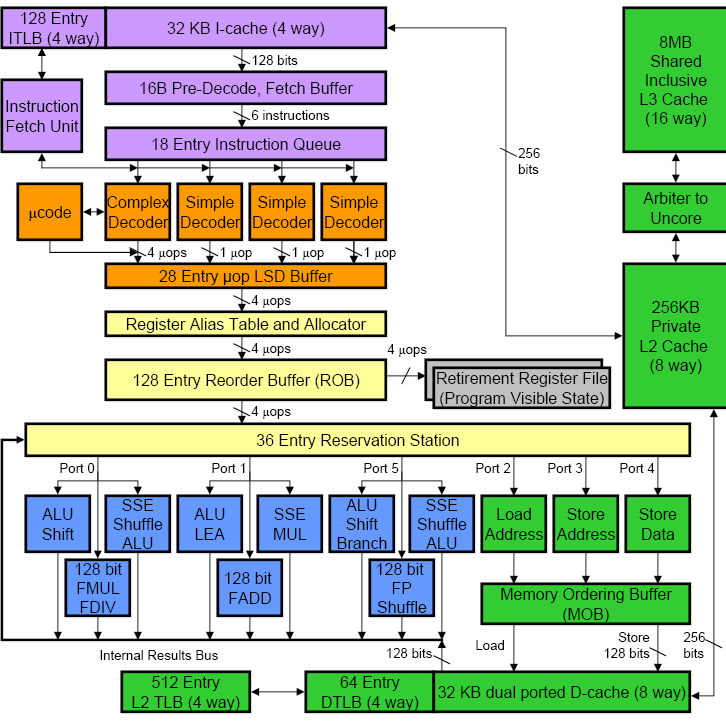 128 Entry
ITLB (4 way)
32 KB I-cache (4 way)
8MB
Shared
Inclusive
L3 Cache
(16 way)
128 bits
16B Pre-Decode, Fetch Buffer
Instruction
Fetch Unit
6 instructions
18 Entry Instruction Queue
256
bits
μcode
Complex
Decoder
Simple
Decoder
Simple
Decoder
Simple
Decoder
Arbiter to
Uncore
4 μops
1 μop
1 μop
1 μop
28 Entry μop LSD Buffer
4 μops
Register Alias Table and Allocator
256KB
Private
L2 Cache
(8 way)
4 μops
4 μops
128 Entry Reorder Buffer (ROB)
Retirement Register File
(Program Visible State)
4 μops
36 Entry Reservation Station
Port 0
Port 1
Port 5
Port 2
Port 3
Port 4
ALU
Shift
SSE
Shuffle
ALU
ALU
LEA
SSE
MUL
ALU
Shift
Branch
SSE
Shuffle
ALU
Load
Address
Store
Address
Store
Data
128 bit
FMUL
FDIV
128 bit
FADD
128 bit
FP
Shuffle
Memory Ordering Buffer
(MOB)
Internal Results Bus
128 bits
Load
Store
128 bits
256
bits
512 Entry
L2 TLB (4 way)
64 Entry
DTLB (4 way)
32 KB dual ported D-cache (8 way)